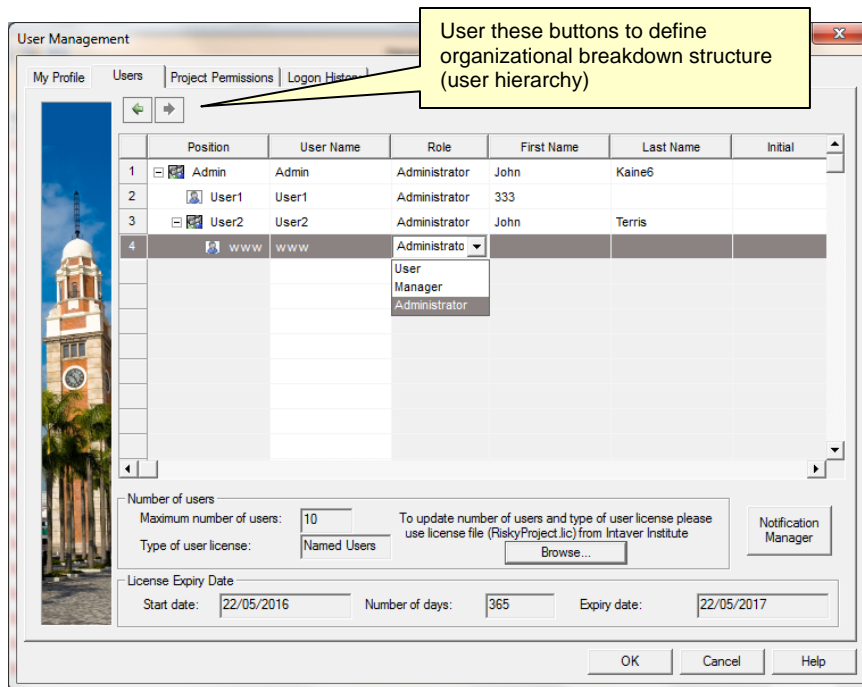 User these buttons to define
organizational breakdown structure
(user hierarchy)
User Management
X
My Profile Users Project Permissions Logon History
Position User Name Role First Name Last Name Initial
1 Admin Admin Administrator John Kaine6
2 User1 User1 Administrator 333
3 User2 User2 Administrator John Terris
4 www www Administrato
User
Manager
Administrator
Number of users
Maximum number of users: 10 To update number of users and type of user license please
use license file (RiskyProject.lic) from Intaver Institute
Type of user license: Named Users Browse...
Notification
Manager
License Expiry Date
Start date: 22/05/2016 Number of days: 365 Expiry date: 22/05/2017
OK Cancel Help